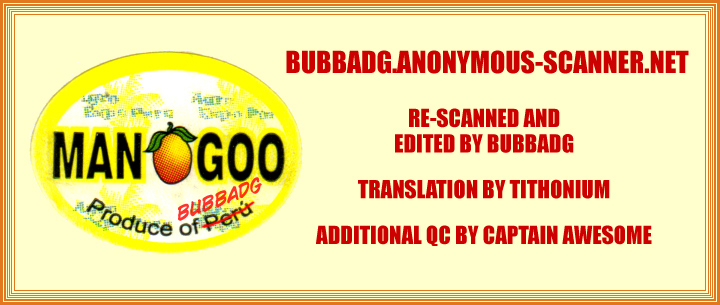 MAN GOO
BUBBADG
Produce of Perú
BUBBADG.ANONYMOUS-SCANNER.NET
RE-SCANNED AND
EDITED BY BUBBADG
TRANSLATION BY TITHONIUM
ADDITIONAL QC BY CAPTAIN AWESOME